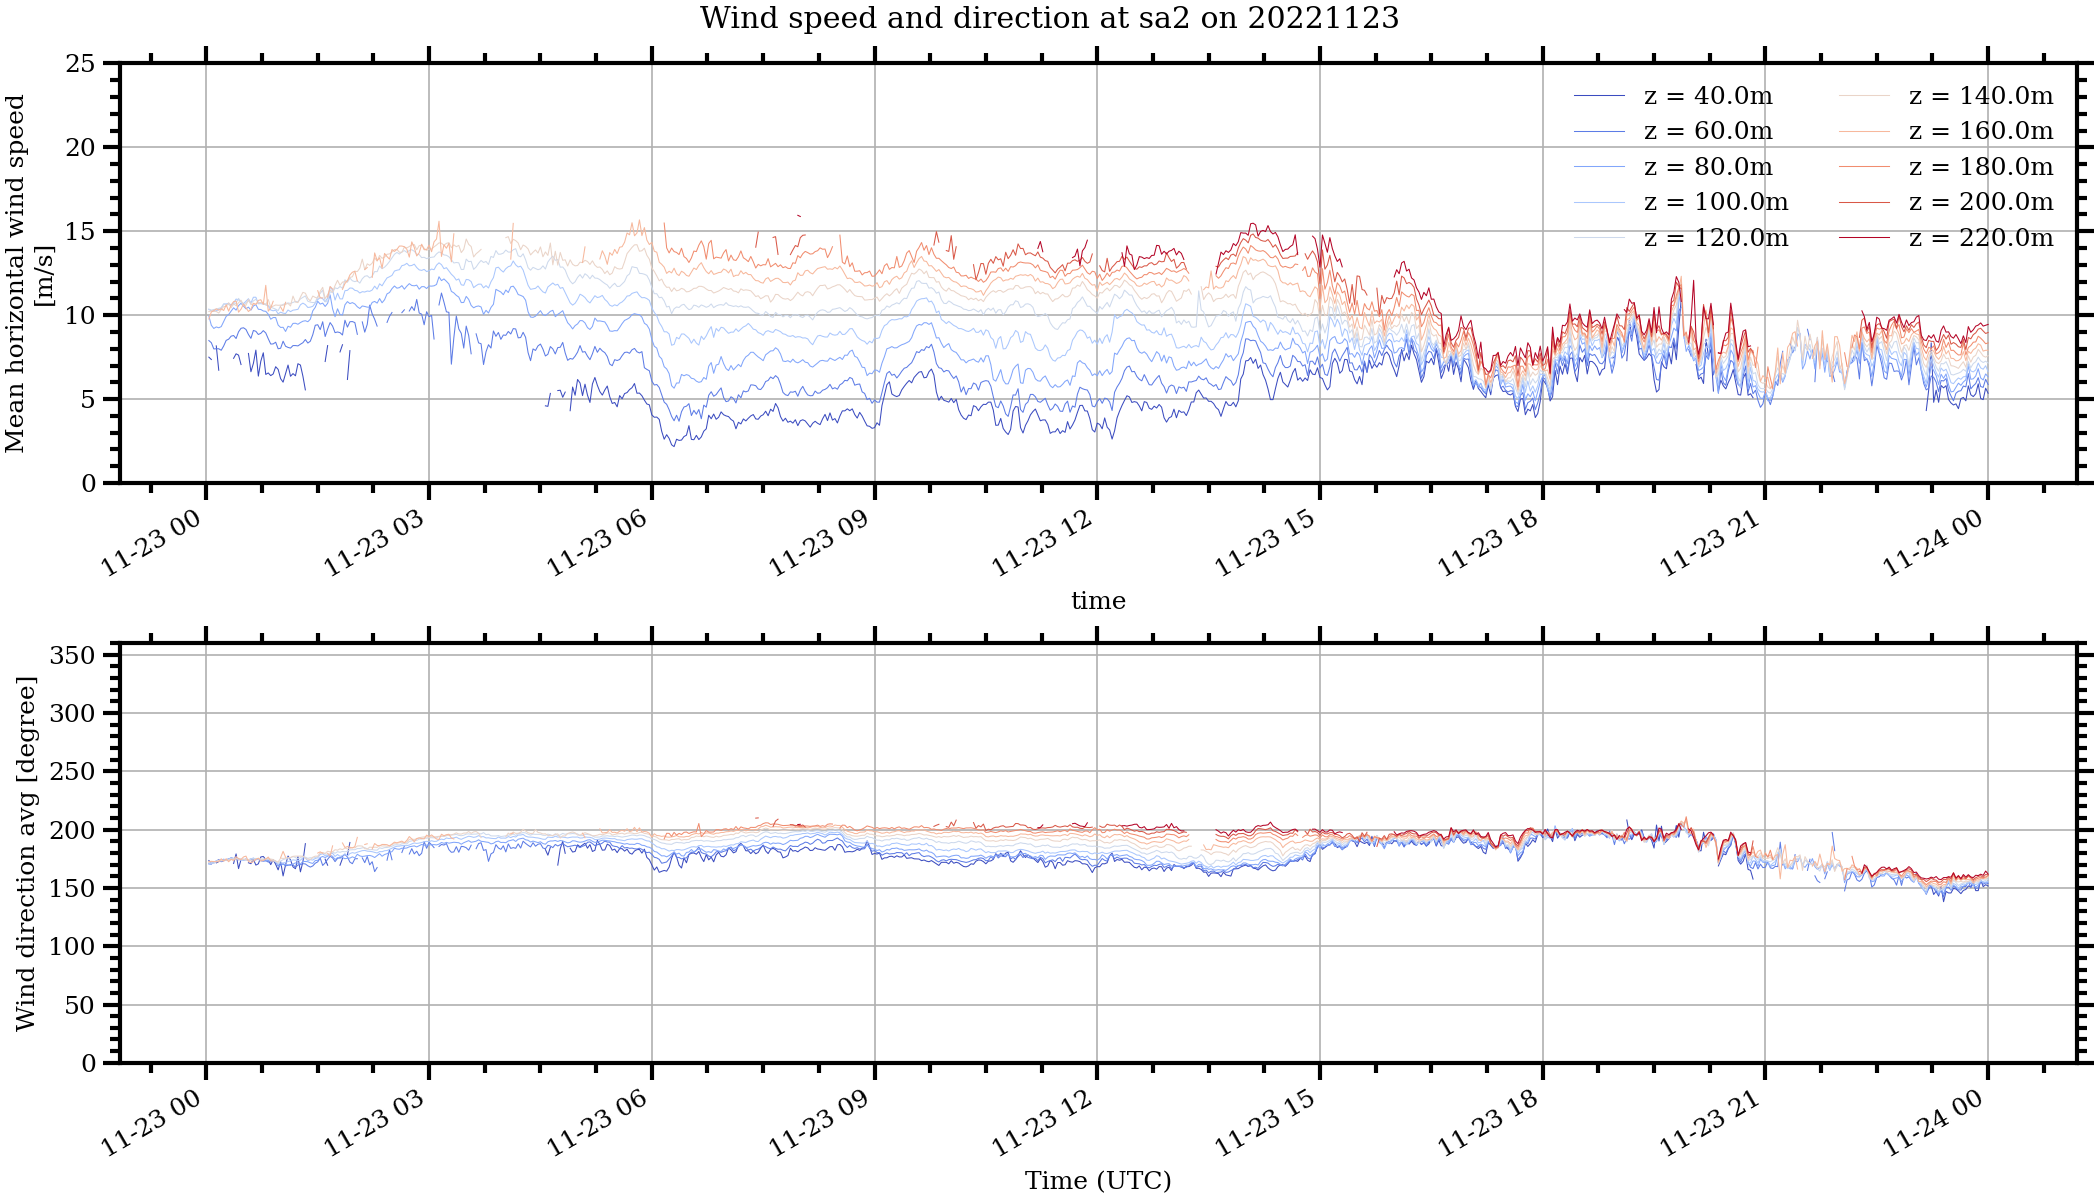 Wind speed and direction at sa2 on 20221123
Mean horizontal wind speed
[m/s]
25
20
15
10
5
0
z = 40.0m
z = 60.0m
z = 80.0m
z = 100.0m
z = 120.0m
z = 140.0m
z = 160.0m
z = 180.0m
z = 200.0m
z = 220.0m
11-23 00
11-23 03
11-23 06
11-23 09
11-23 12
11-23 15
11-23 18
11-23 21
11-24 00
time
Wind direction avg [degree]
350
300
250
200
150
100
50
0
11-23 00
11-23 03
11-23 06
11-23 09
11-23 12
11-23 15
11-23 18
11-23 21
11-24 00
Time (UTC)